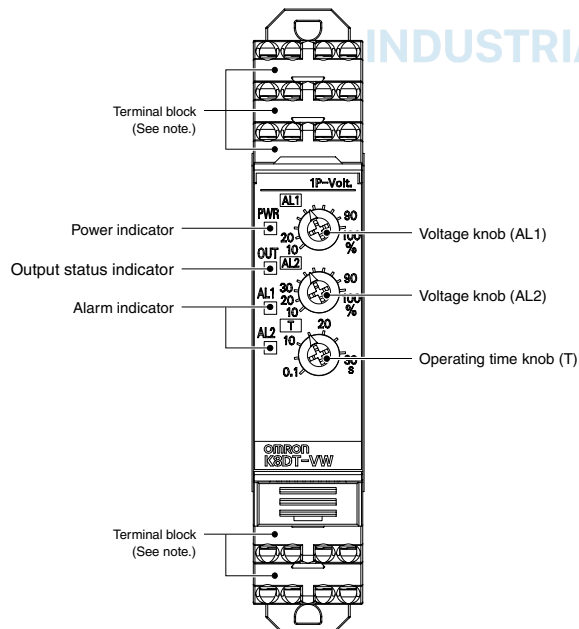 INDUSTRIA
Terminal block
(See note.)
1P-Volt.
AL1
PWR
90
20
10
100
%
Power indicator
Voltage knob (AL1)
OUT
AL2
Output status indicator
90
30
20
10
100
%
AL1
Voltage knob (AL2)
Alarm indicator
T
20
10
AL2
30
s
0.1
Operating time knob (T)
OMRON
K8DT-VW
Terminal block
(See note.)